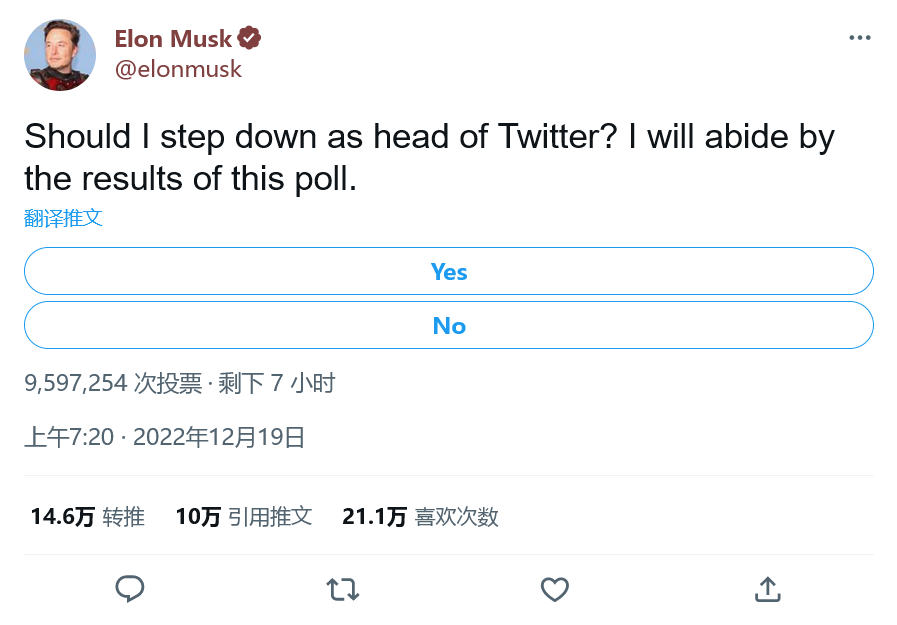 Elon Musk
@elonmusk
Should I step down as head of Twitter? I will abide by
the results of this poll.
翻译推文
Yes
No
9,597,254 次投票 · 剩下 7 小时
上午7:20 · 2022年12月19日
14.6万 转推 10万 引用推文 21.1万 喜欢次数